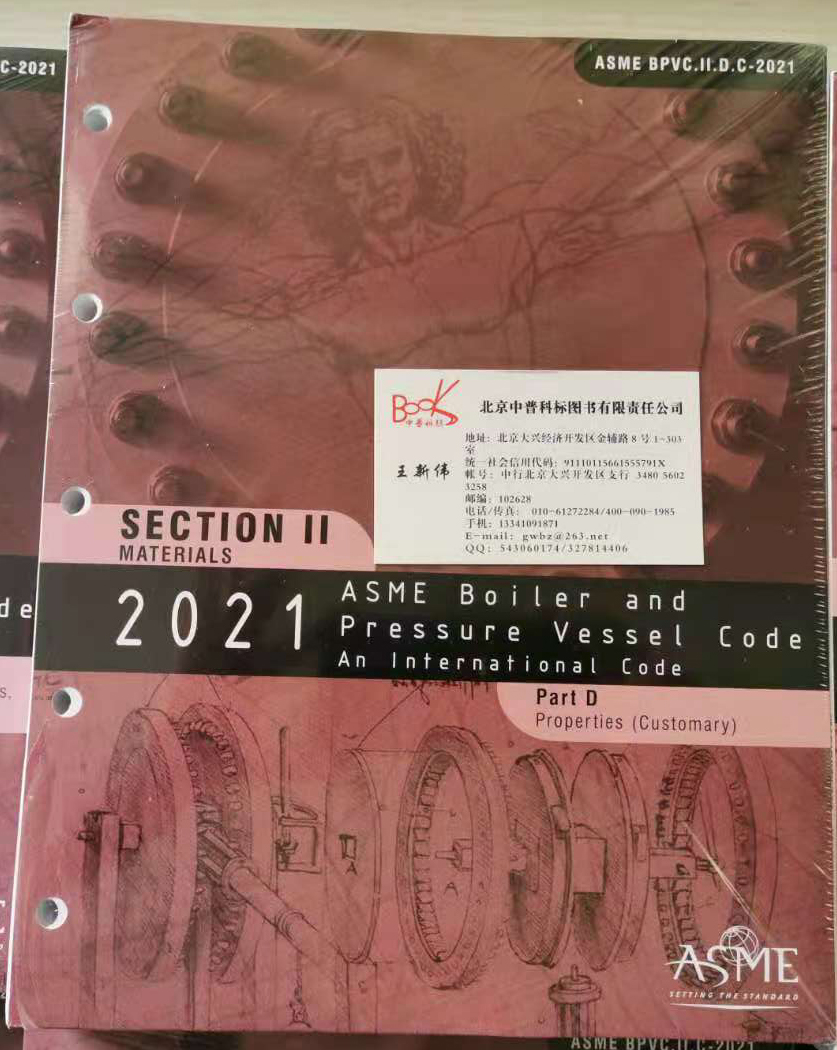 C-2021
ASME BPVC.II.D.C-2021
BOOKS
中普科标
北京中普科标图书有限责任公司
王新伟
地址: 北京大兴经济开发区金辅路 8 号 1-303
室
统一社会信用代码: 91110115661555791X
帐号: 中行北京大兴开发区支行 3480 5602
3258
邮编: 102628
电话/传真: 010-61272284/400-090-1985
手机: 13341091871
E-mail: gwbz@263.net
QQ: 543060174/327814406
SECTION II
MATERIALS
de
2021
ASME Boiler and
Pressure Vessel Code
An International Code
Part D
Properties (Customary)
S,
A
A
ASME
SETTING THE STANDARD
ASME BPVC.II.C-2021